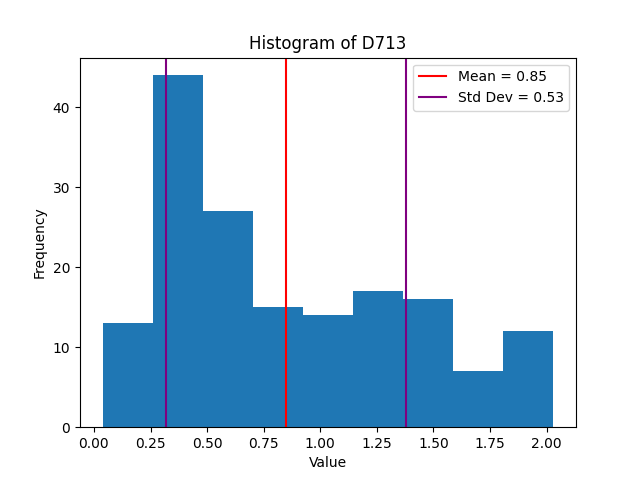 Histogram of D713
Mean = 0.85
Std Dev = 0.53
Frequency
40
30
20
10
0
0.00 0.25 0.50 0.75 1.00 1.25 1.50 1.75 2.00
Value